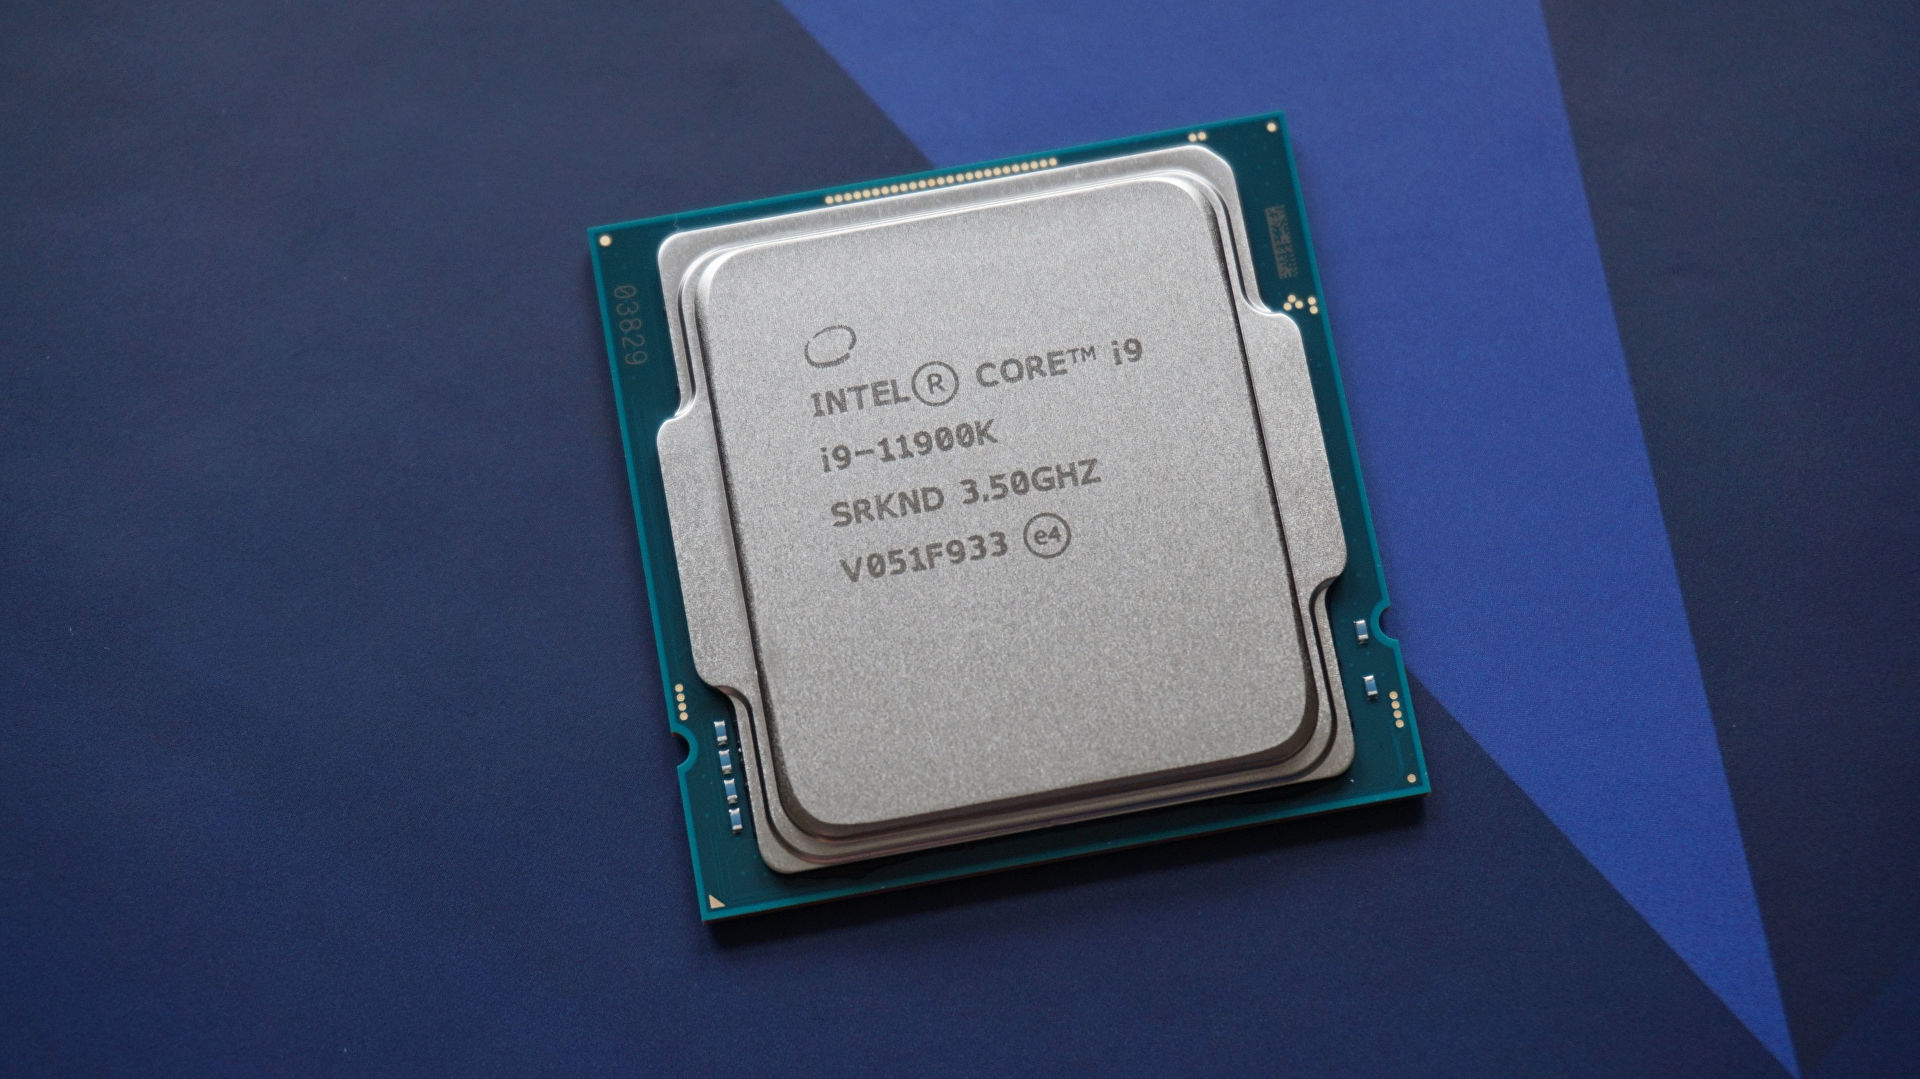 INTEL® CORE™ i9
i9-11900K
SRKND 3.50GHZ
V051F933 e4
03829